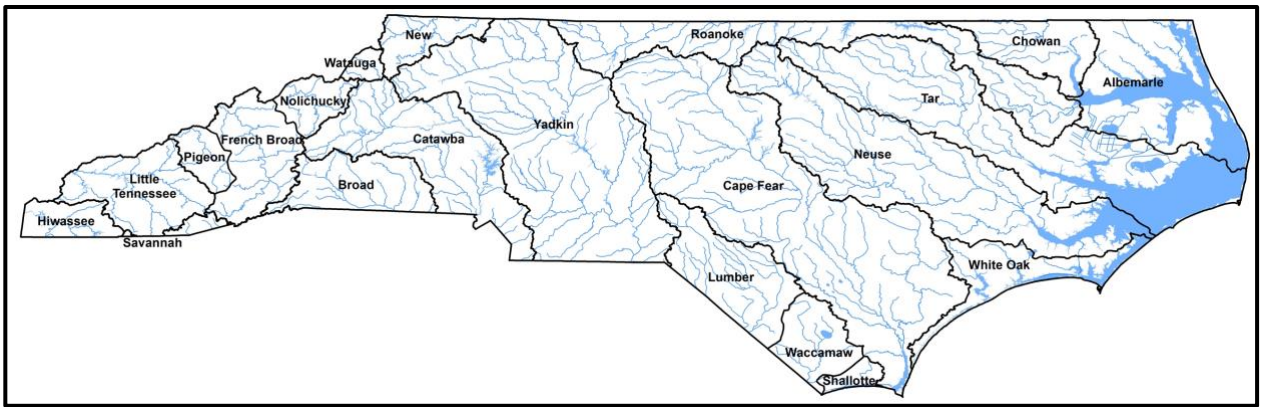 New
Roanoke
Chowan
Watauga
Albemarle
Nolichucky
Tar
Yadkin
French Broad
Catawba
Pigeon
Neuse
Little
Tennessee
Broad
Cape Fear
Hiwassee
Savannah
White Oak
Lumber
Waccamaw
Shallotte